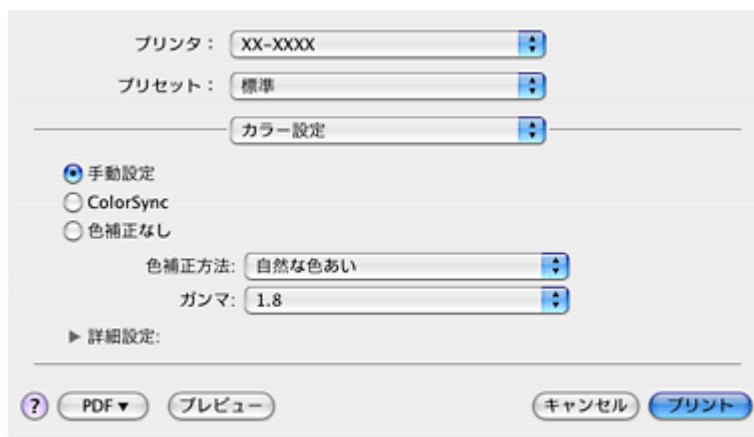 プリンタ： XX-XXXX
プリセット： 標準
カラー設定
手動設定
ColorSync
色補正なし
色補正方法: 自然な色あい
ガンマ: 1.8
詳細設定:
? PDF プレビュー キャンセル プリント